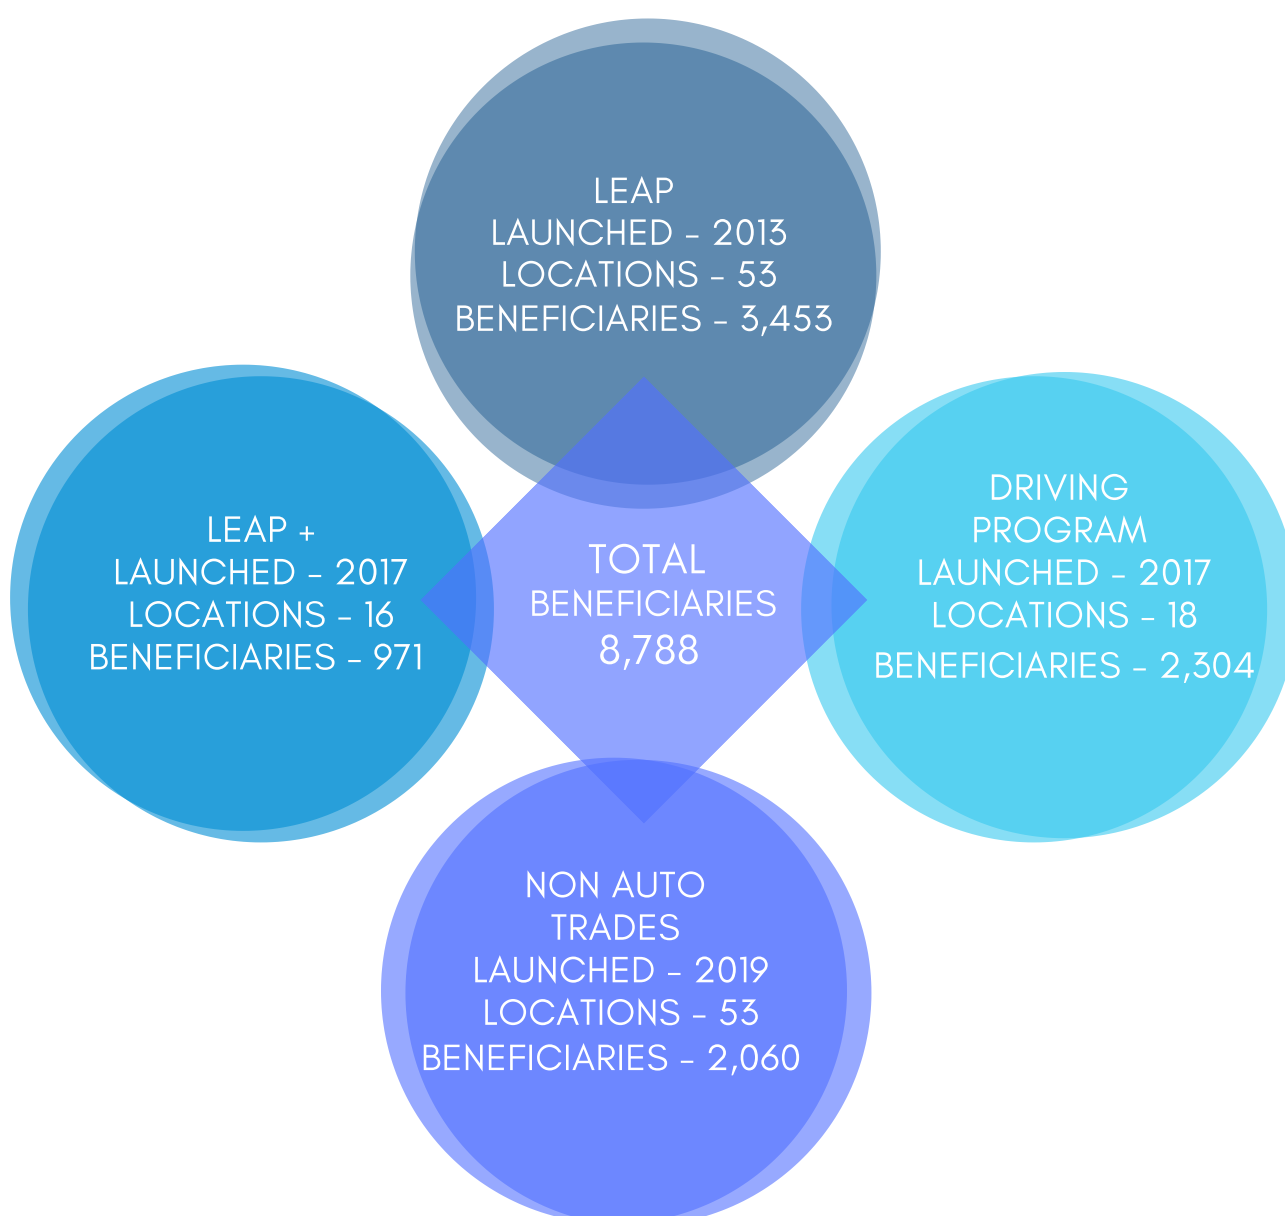 LEAP
LAUNCHED - 2013
LOCATIONS - 53
BENEFICIARIES - 3,453
LEAP +
LAUNCHED - 2017
LOCATIONS - 16
BENEFICIARIES - 971
TOTAL
BENEFICIARIES
8,788
DRIVING
PROGRAM
LAUNCHED - 2017
LOCATIONS - 18
BENEFICIARIES - 2,304
NON AUTO
TRADES
LAUNCHED - 2019
LOCATIONS - 53
BENEFICIARIES - 2,060